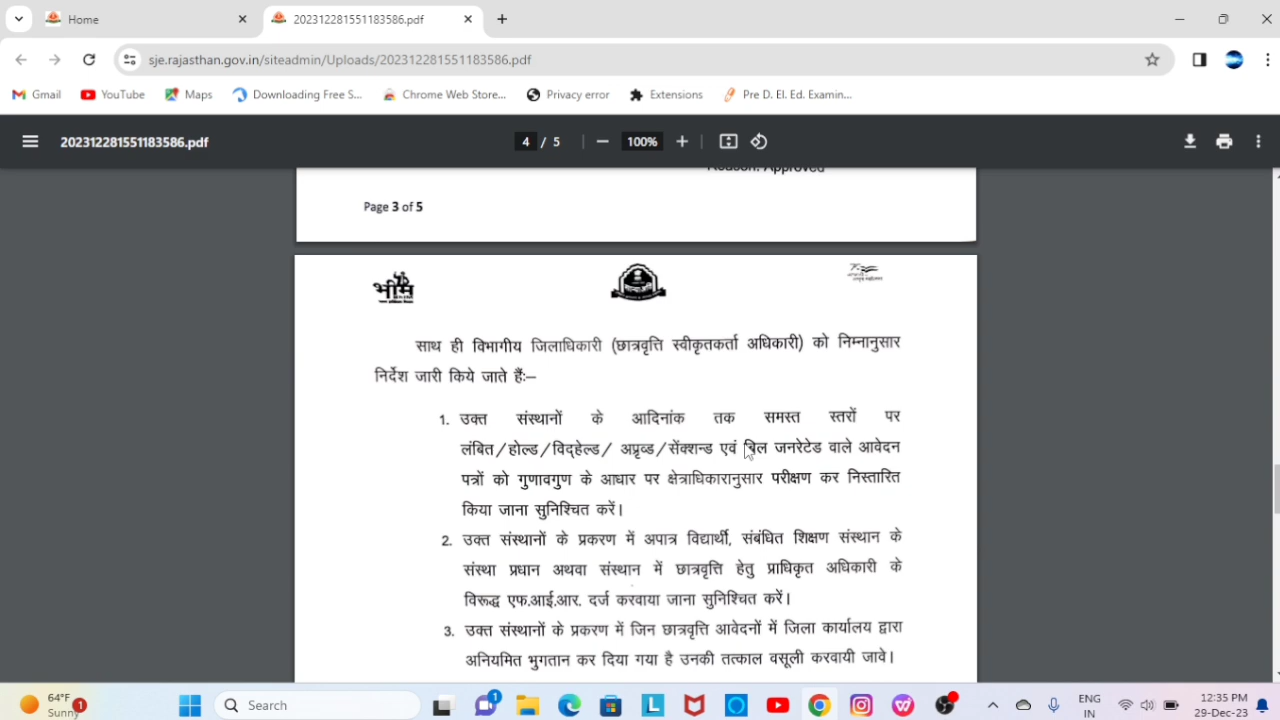 Home
202312281551183586.pdf
sje.rajasthan.gov.in/siteadmin/Uploads/202312281551183586.pdf
Gmail YouTube Maps Downloading Free S... Chrome Web Store... Privacy error Extensions Pre D. El. Ed. Examin...
202312281551183586.pdf 4 / 5 100%
Reason: Approved
Page 3 of 5
भीम
साथ ही विभागीय जिलाधिकारी (छात्रवृत्ति स्वीकृतकर्ता अधिकारी) को निम्नानुसार
निर्देश जारी किये जाते हैं:–
1. उक्त संस्थानों के आदिनांक तक समस्त स्तरों पर
लंबित/होल्ड/विद्हेल्ड/ अप्रूव्ड/सेंक्शन्ड एवं बिल जनरेटेड वाले आवेदन
पत्रों को गुणावगुण के आधार पर क्षेत्राधिकारानुसार परीक्षण कर निस्तारित
किया जाना सुनिश्चित करें।
2. उक्त संस्थानों के प्रकरण में अपात्र विद्यार्थी, संबंधित शिक्षण संस्थान के
संस्था प्रधान अथवा संस्थान में छात्रवृत्ति हेतु प्राधिकृत अधिकारी के
विरूद्ध एफ.आई.आर. दर्ज करवाया जाना सुनिश्चित करें।
3. उक्त संस्थानों के प्रकरण में जिन छात्रवृत्ति आवेदनों में जिला कार्यालय द्वारा
अनियमित भुगतान कर दिया गया है उनकी तत्काल वसूली करवायी जावे।
64°F
Sunny
1
Search
1
ENG
IN
12:35 PM
29-Dec-23